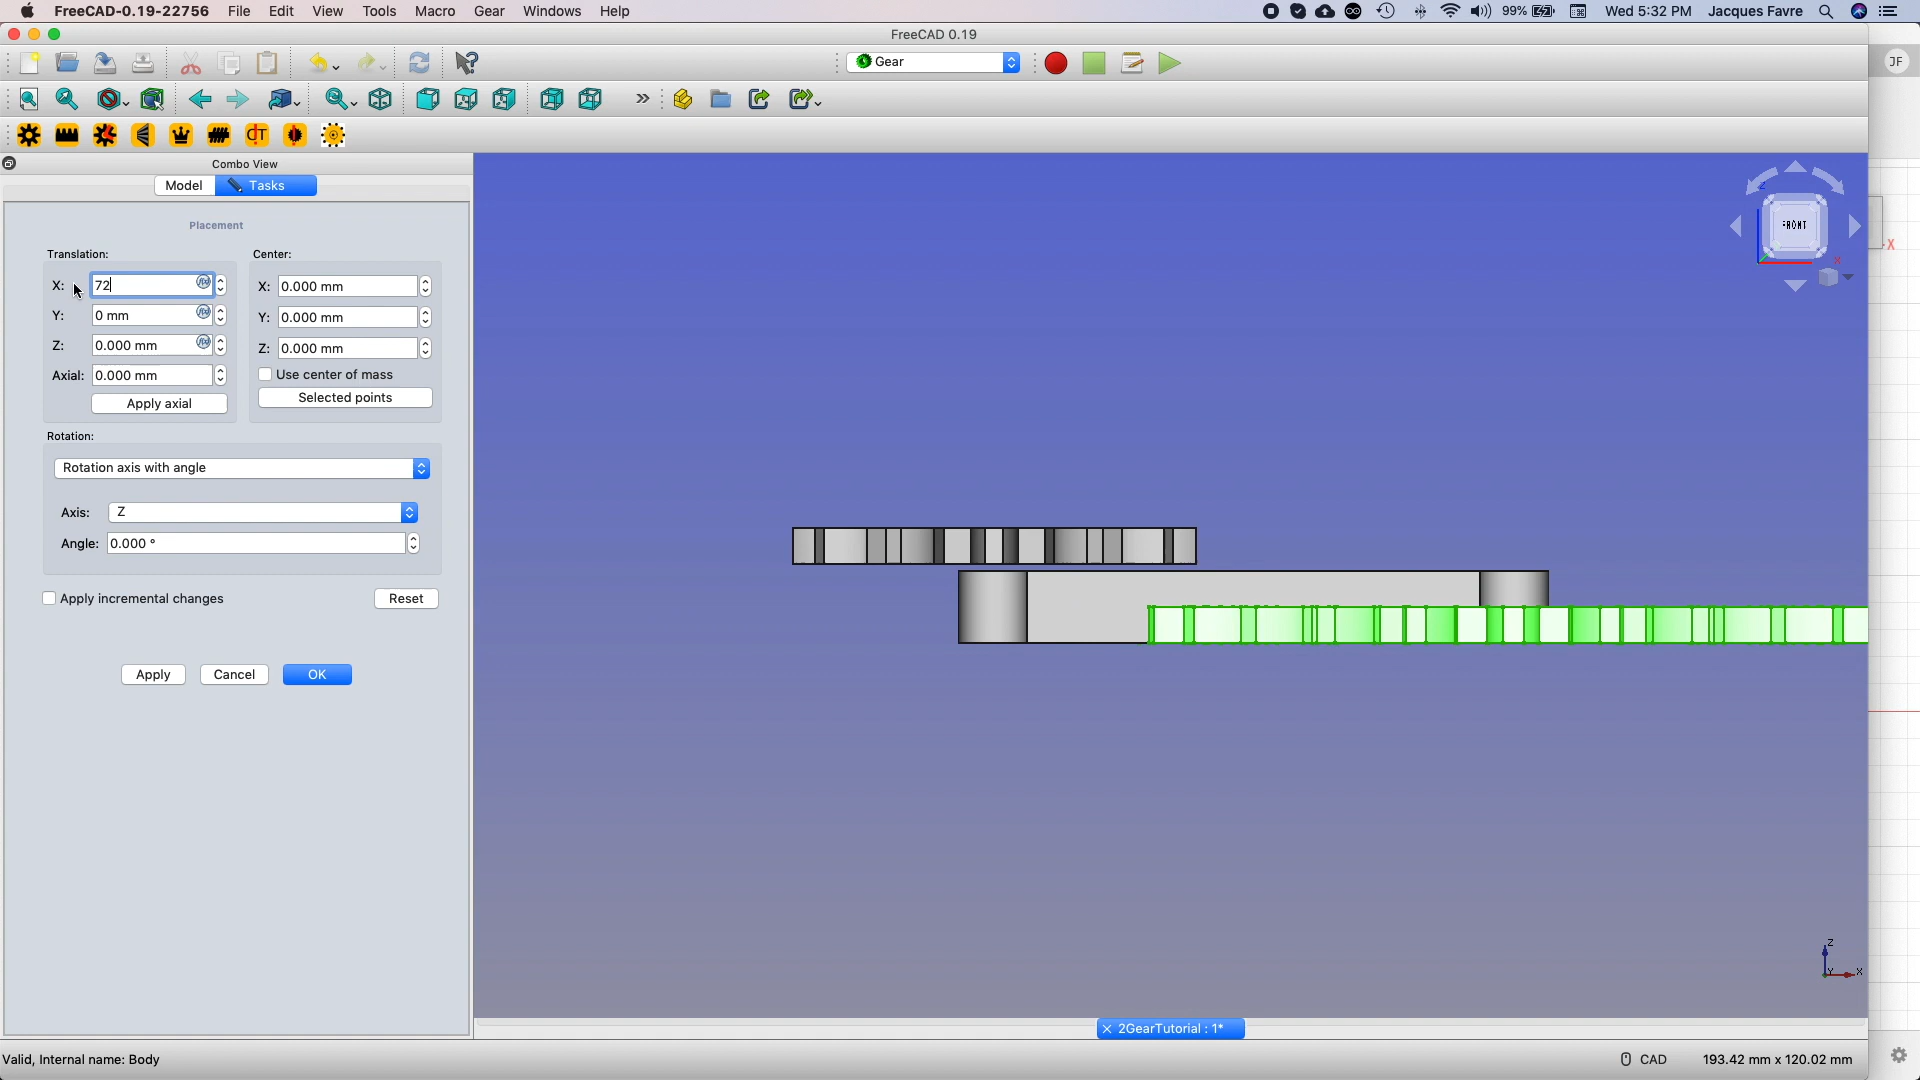 FreeCAD-0.19-22756 File Edit View Tools Macro Gear Windows Help 99% Wed 5:32 PM Jacques Favre
FreeCAD 0.19
Gear
JF
CT
Combo View
Model Tasks
Placement
Translation: Center:
X: 72 X: 0.000 mm
Y: 0 mm Y: 0.000 mm
Z: 0.000 mm Z: 0.000 mm
Axial: 0.000 mm Use center of mass
Apply axial Selected points
Rotation:
Rotation axis with angle
Axis: Z
Angle: 0.000 °
Apply incremental changes Reset
Apply Cancel OK
Z
FRONT
X
X
Z
Y X
2GearTutorial : 1*
Valid, Internal name: Body CAD 193.42 mm x 120.02 mm